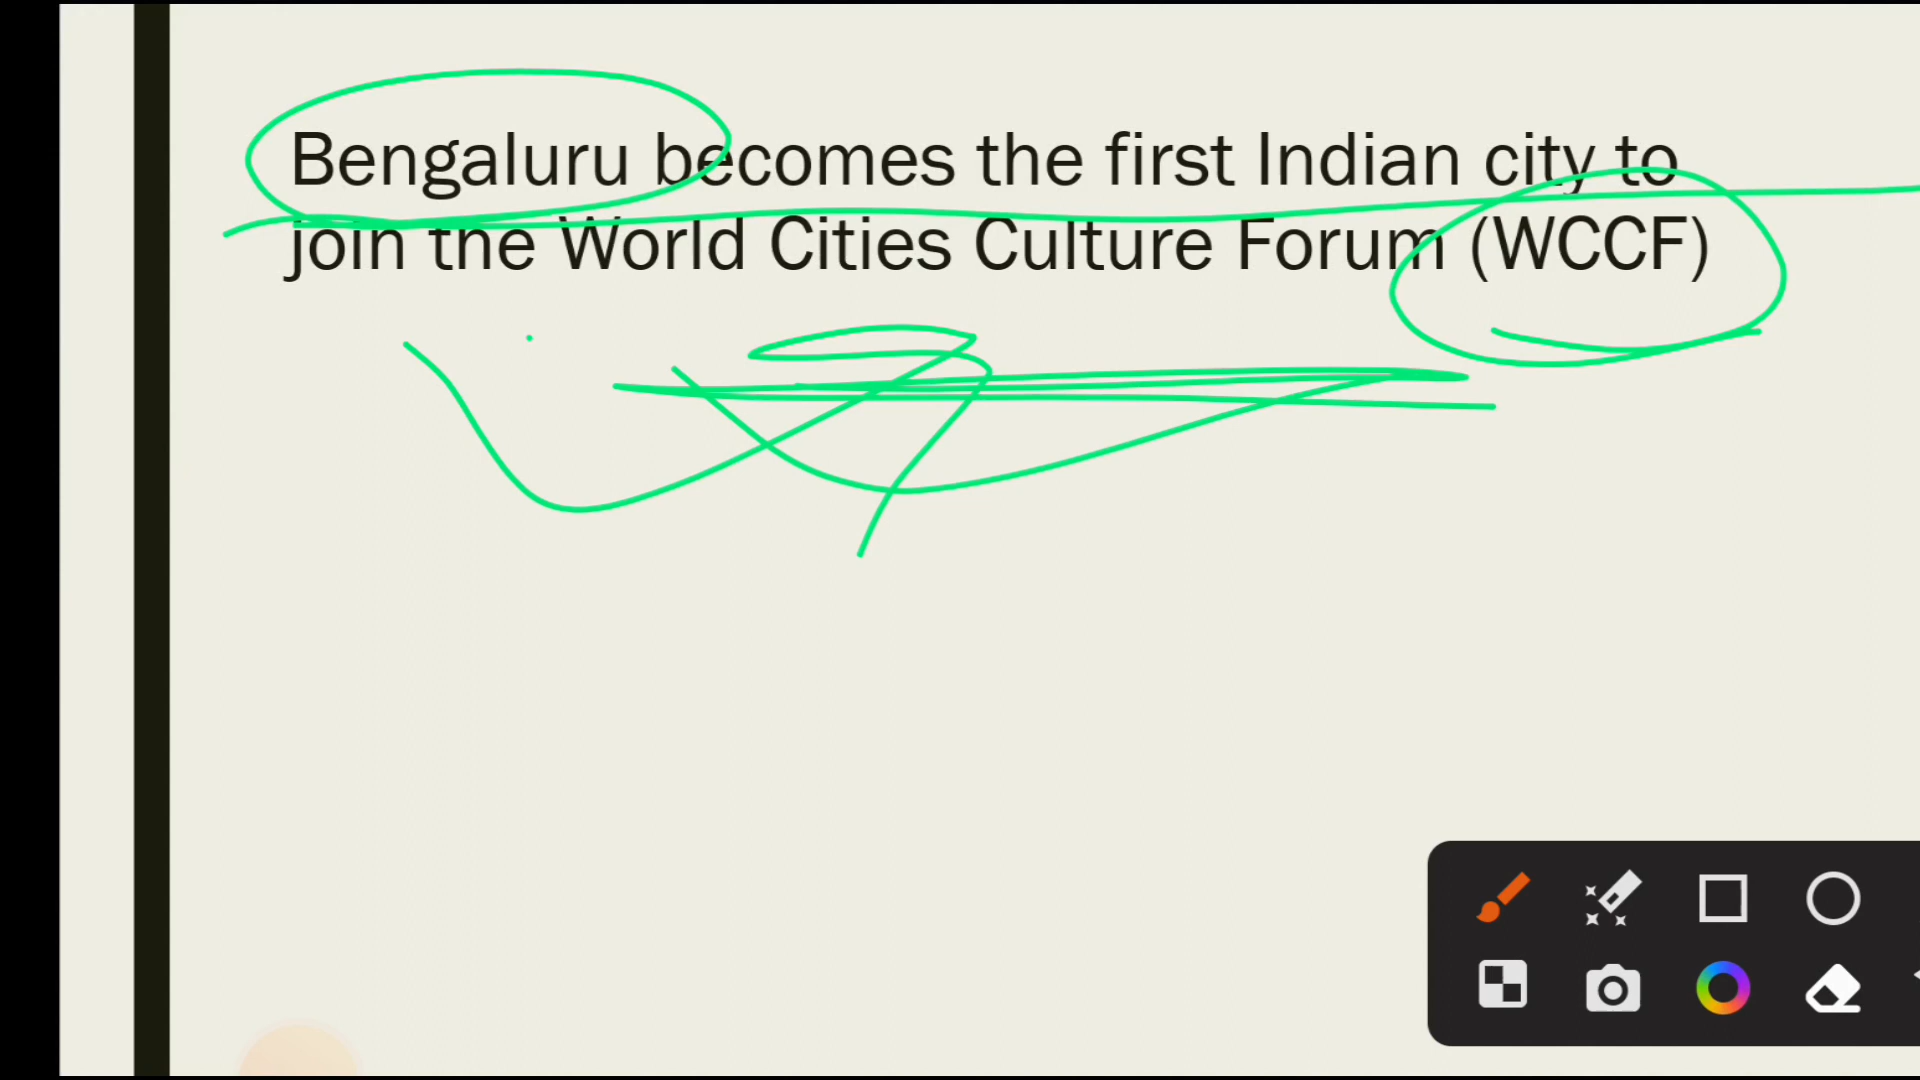 Bengaluru becomes the first Indian city to
join the World Cities Culture Forum (WCCF)